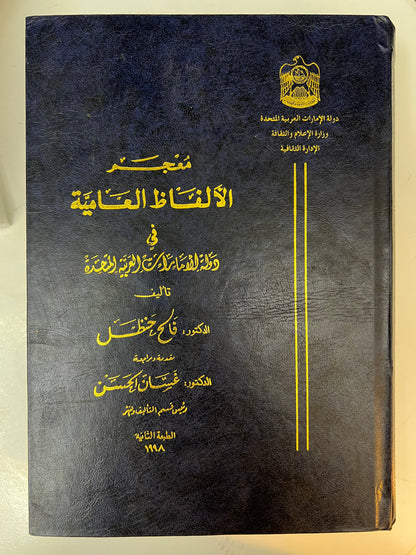 دولة الإمارات العربية المتحدة
وزارة الإعلام والثقافة
الإدارة الثقافية
معجم
الألفاظ العامية
في
دولة الإمارات العربية المتحدة
تأليف
الدكتور: فالح حنظل
تقديم ومراجعة
الدكتور: غسان الحسن
رئيس قسم التأليف والنشر
الطبعة الثانية
١٩٩٨